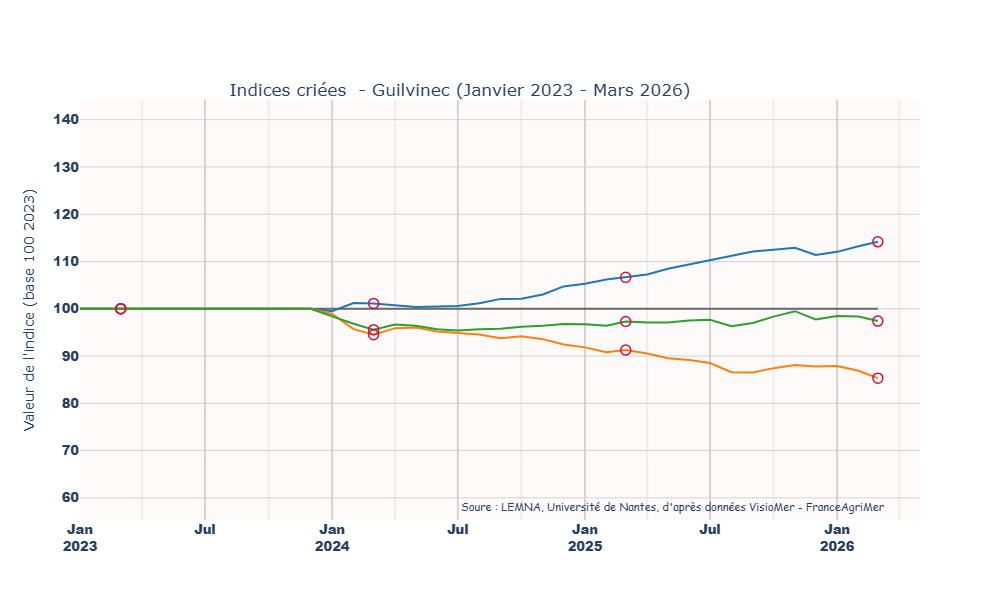 Indices criées  - Guilvinec (Janvier 2023 - Mars 2026)
Valeur de l'indice (base 100 2023)
140
130
120
110
100
90
80
70
60
Soure : LEMNA, Université de Nantes, d'après données VisioMer - FranceAgriMer
Jan Jul Jan Jul Jan Jul Jan
2023 2024 2025 2026